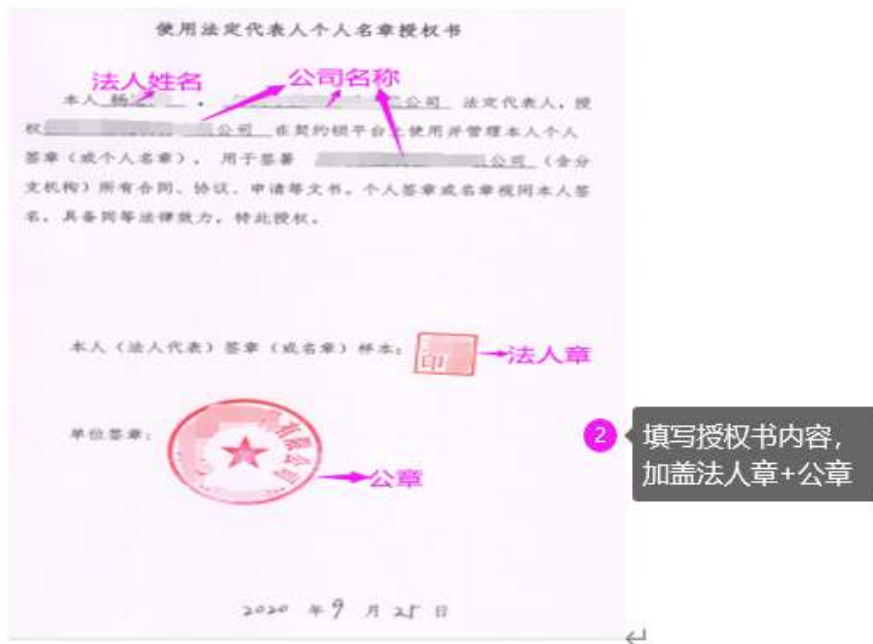 使用法定代表人个人名章授权书
法人姓名
公司名称
本人 杨 ， 公司 法定代表人，授
权 公司 在契约锁平台上使用并管理本人个人
签章（或个人名章），用于签署 公司（含分
支机构）所有合同、协议、申请等文书。个人签章或名章视同本人签
名，具备同等法律效力。特此授权。
本人（法人代表）签章（或名章）样本：
印
法人章
单位签章：
有限公司
公章
2
填写授权书内容，
加盖法人章+公章
2020 年 9 月 25 日